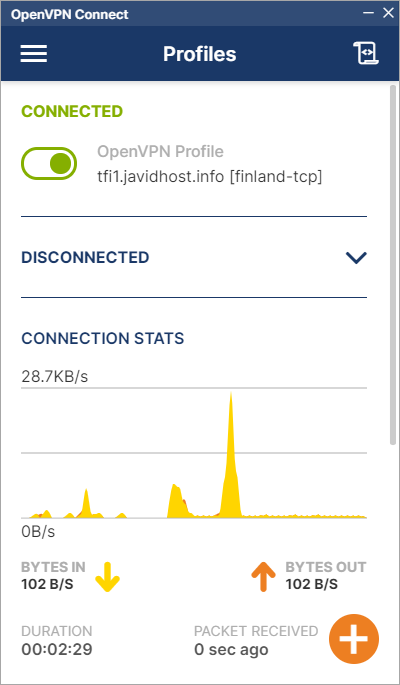 OpenVPN Connect
Profiles
CONNECTED
OpenVPN Profile
tfi1.javidhost.info [finland-tcp]
DISCONNECTED
CONNECTION STATS
28.7KB/s
0B/s
BYTES IN
102 B/S
BYTES OUT
102 B/S
DURATION
00:02:29
PACKET RECEIVED
0 sec ago